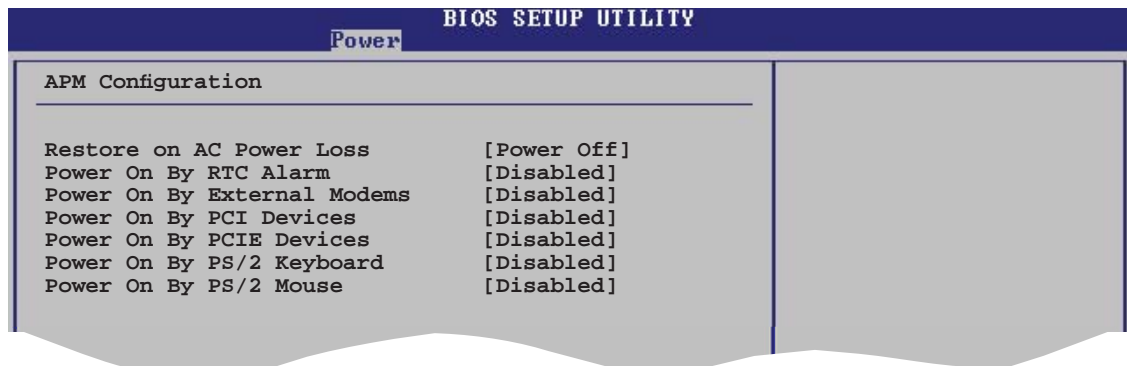 BIOS SETUP UTILITY
Power
APM Configuration
Restore on AC Power Loss [Power Off]
Power On By RTC Alarm [Disabled]
Power On By External Modems [Disabled]
Power On By PCI Devices [Disabled]
Power On By PCIE Devices [Disabled]
Power On By PS/2 Keyboard [Disabled]
Power On By PS/2 Mouse [Disabled]